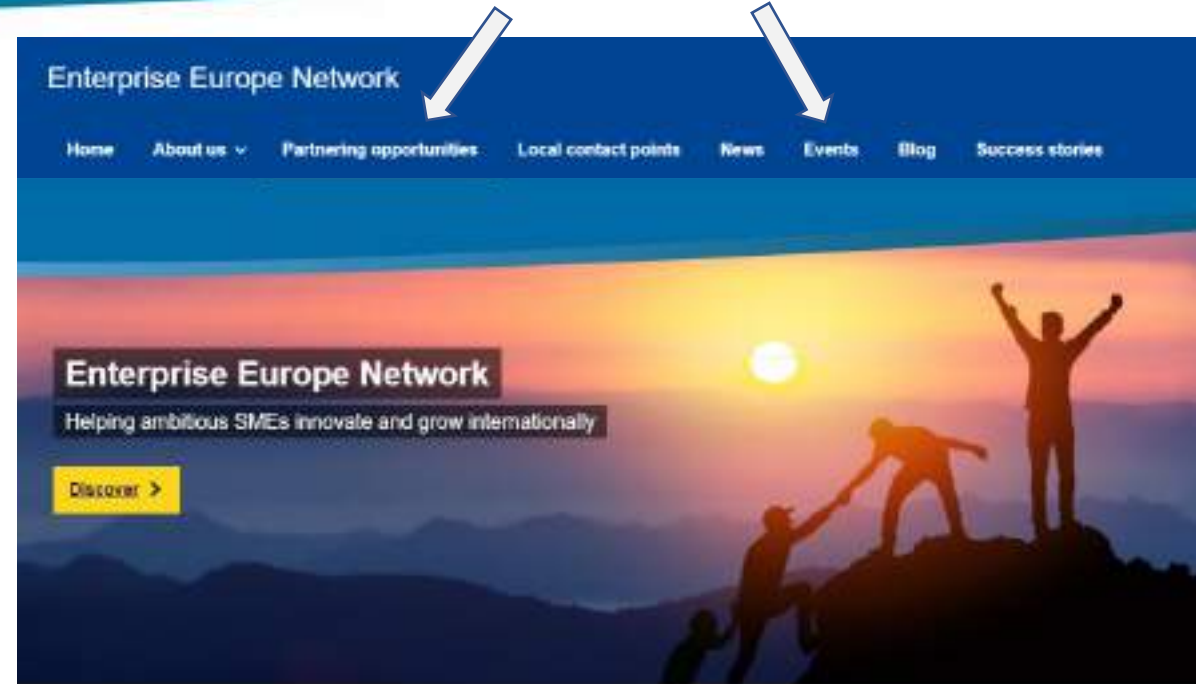 Enterprise Europe Network
Home About us Partnering opportunities Local contact points News Events Blog Success stories
Enterprise Europe Network
Helping ambitious SMEs innovate and grow internationally
Discover >